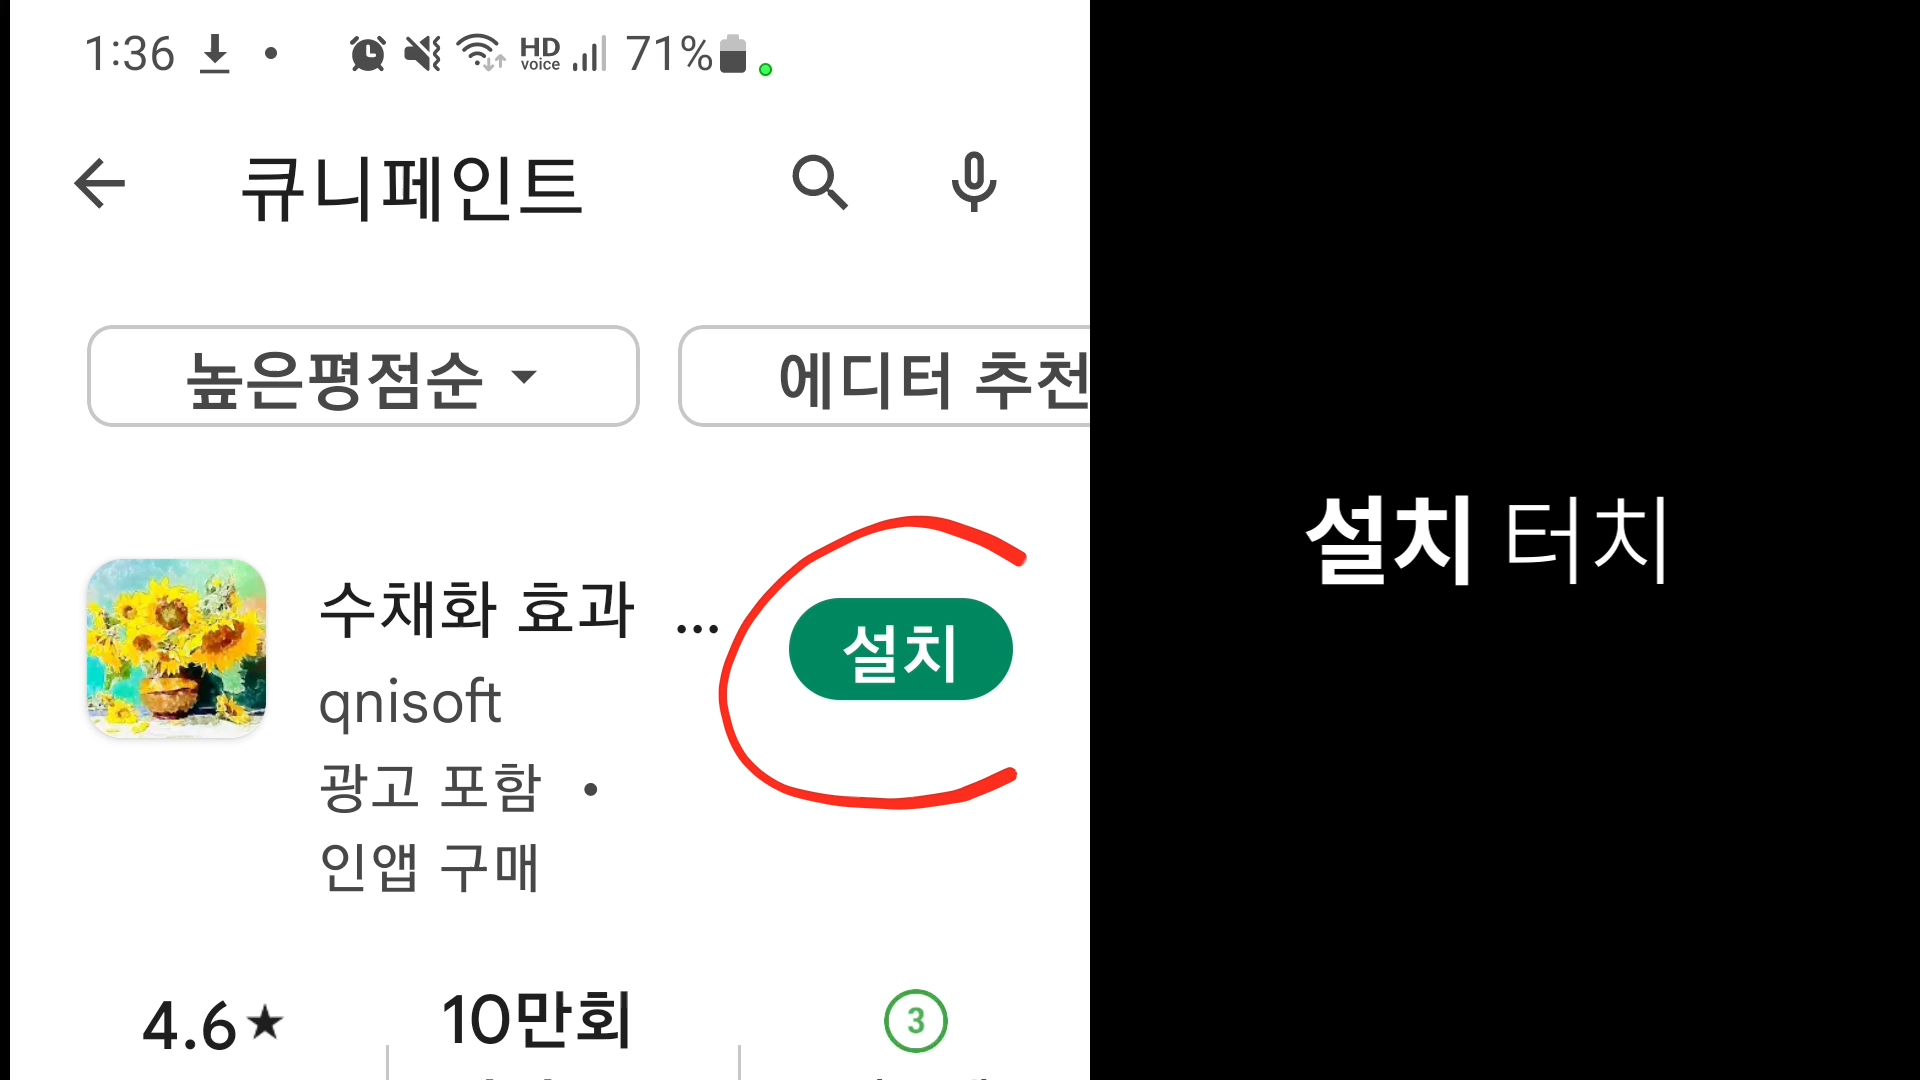 1:36 HD voice 71%
큐니페인트
높은평점순 에디터 추천
수채화 효과 ...
설치
qnisoft
광고 포함 •
인앱 구매
4.6★ 10만회 3
설치 터치